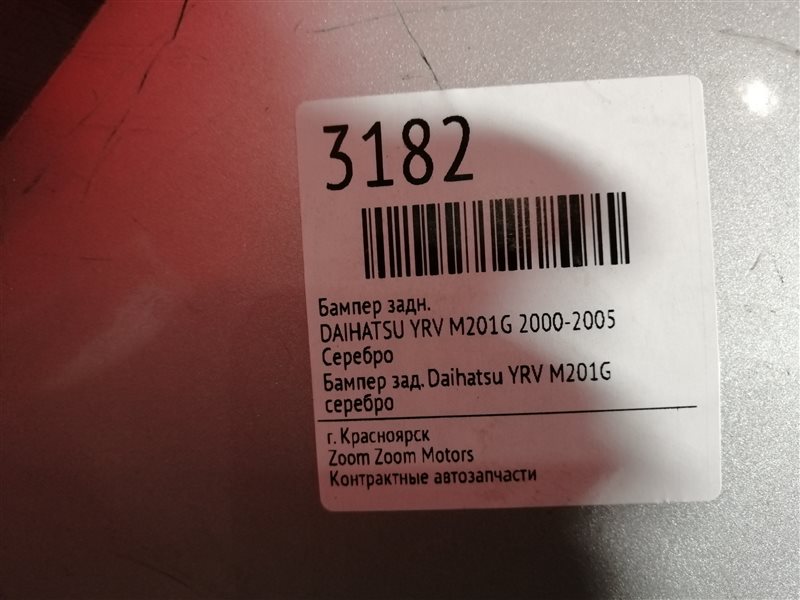 3182
Бампер задн.
DAIHATSU YRV M201G 2000-2005
Серебро
Бампер зад. Daihatsu YRV M201G
серебро
г. Красноярск
Zoom Zoom Motors
Контрактные автозапчасти